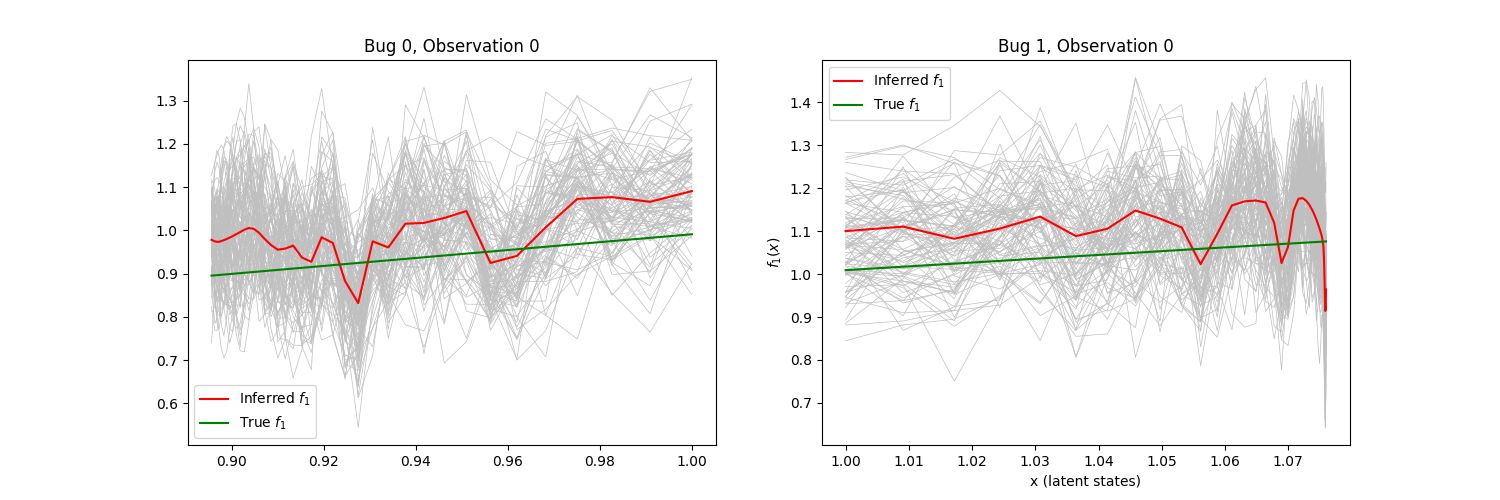 Bug 0, Observation 0
1.3
1.2
1.1
1.0
0.9
0.8
0.7
0.6
Inferred f₁
True f₁
0.90 0.92 0.94 0.96 0.98 1.00
Bug 1, Observation 0
Inferred f₁
True f₁
f₁(x)
1.4
1.3
1.2
1.1
1.0
0.9
0.8
0.7
1.00 1.01 1.02 1.03 1.04 1.05 1.06 1.07
x (latent states)